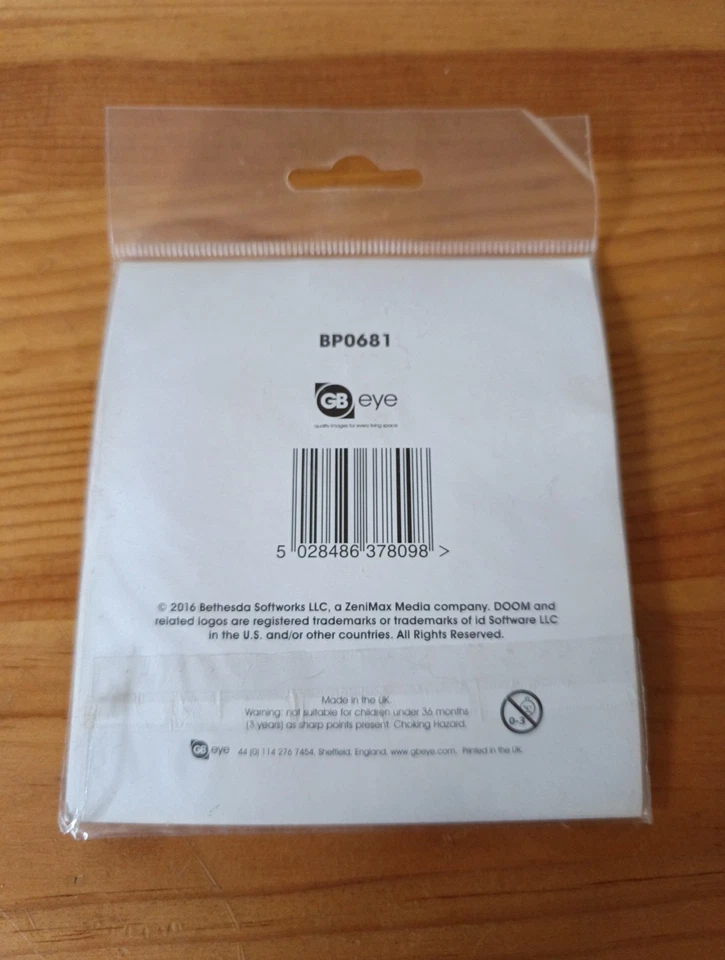 BP0681
GB eye
quality images for every living space
5 028486 378098 >
© 2016 Bethesda Softworks LLC, a ZeniMax Media company. DOOM and
related logos are registered trademarks or trademarks of id Software LLC
in the U.S. and/or other countries. All Rights Reserved.
Made in the UK
Warning: not suitable for children under 36 months
(3 years) as sharp points present. Choking Hazard.
0-3
GB eye 44 (0) 114 276 7454, Sheffield, England, www.gbeye.com, Printed in the UK